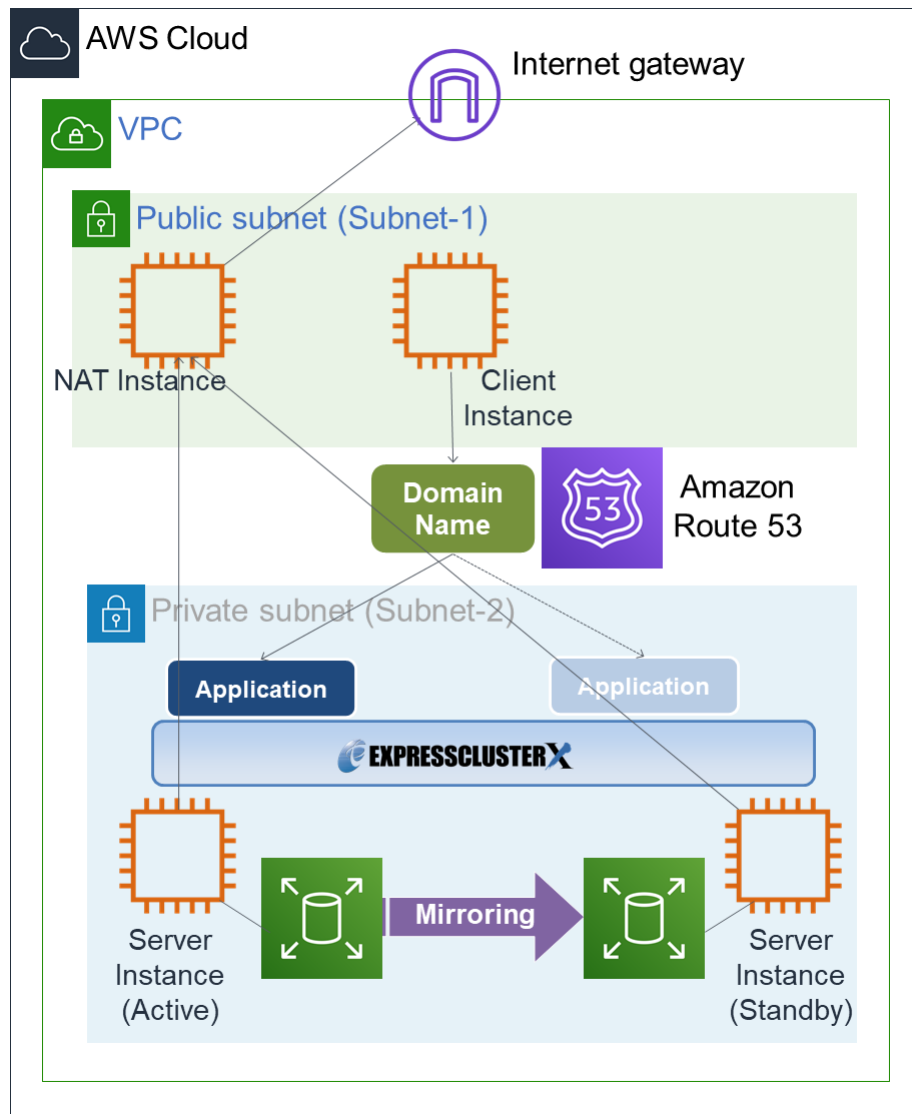 AWS Cloud
Internet gateway
VPC
Public subnet (Subnet-1)
NAT Instance
Client
Instance
Domain
Name
53
Amazon
Route 53
Private subnet (Subnet-2)
Application
Application
EXPRESSCLUSTER X
Mirroring
Server
Instance
(Active)
Server
Instance
(Standby)